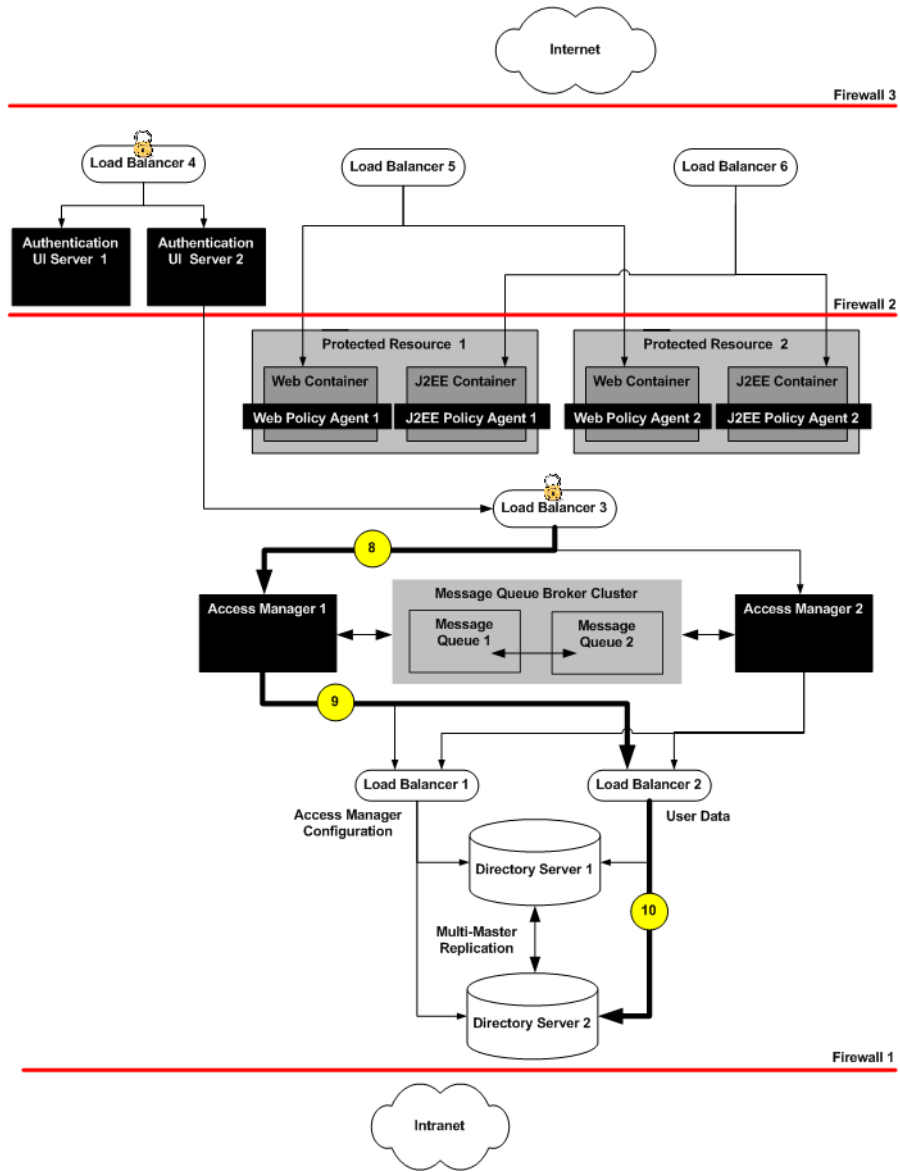 Internet
Firewall 3
Load Balancer 4
Load Balancer 5
Load Balancer 6
Authentication
UI Server 1
Authentication
UI Server 2
Firewall 2
Protected Resource 1
Protected Resource 2
Web Container
J2EE Container
Web Container
J2EE Container
Web Policy Agent 1
J2EE Policy Agent 1
Web Policy Agent 2
J2EE Policy Agent 2
Load Balancer 3
8
Access Manager 1
Message Queue Broker Cluster
Message
Queue 1
Message
Queue 2
Access Manager 2
9
Load Balancer 1
Load Balancer 2
Access Manager
Configuration
User Data
Directory Server 1
10
Multi-Master
Replication
Directory Server 2
Firewall 1
Intranet